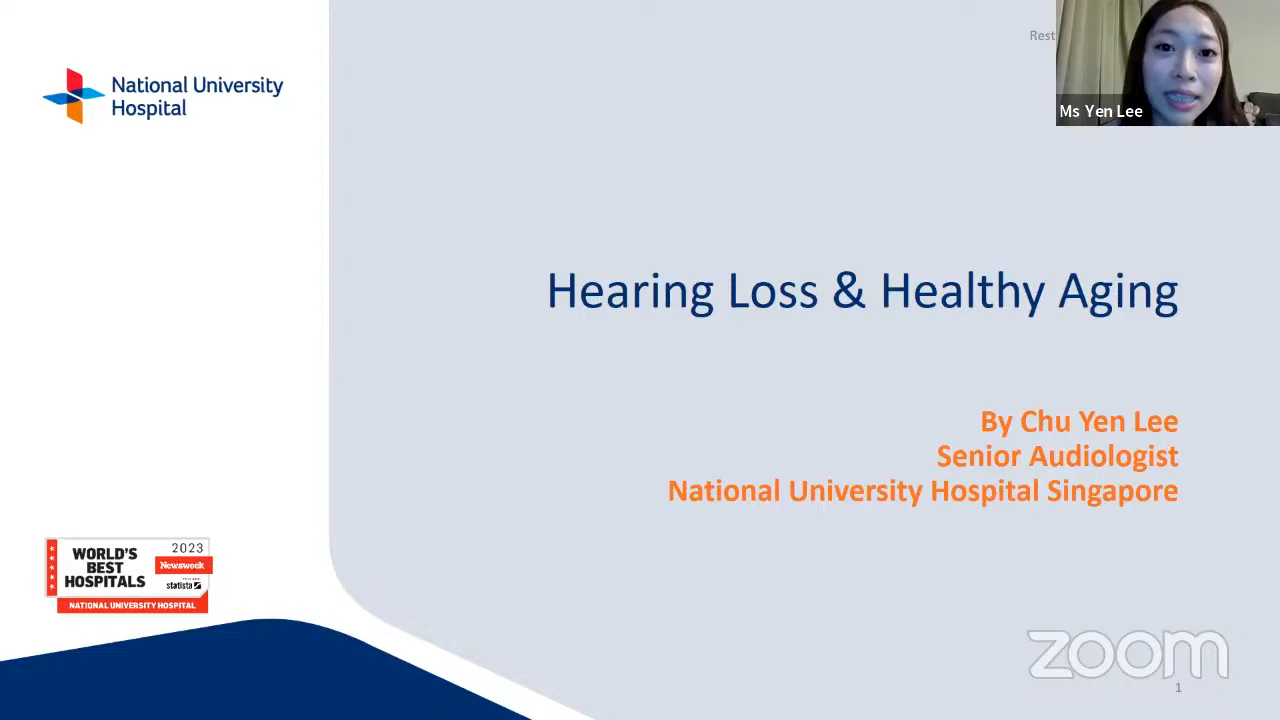 National University
Hospital
Rest
Ms Yen Lee
Hearing Loss & Healthy Aging
By Chu Yen Lee
Senior Audiologist
National University Hospital Singapore
2023
WORLD'S
BEST
HOSPITALS
Newsweek
statista
NATIONAL UNIVERSITY HOSPITAL
zoom
1